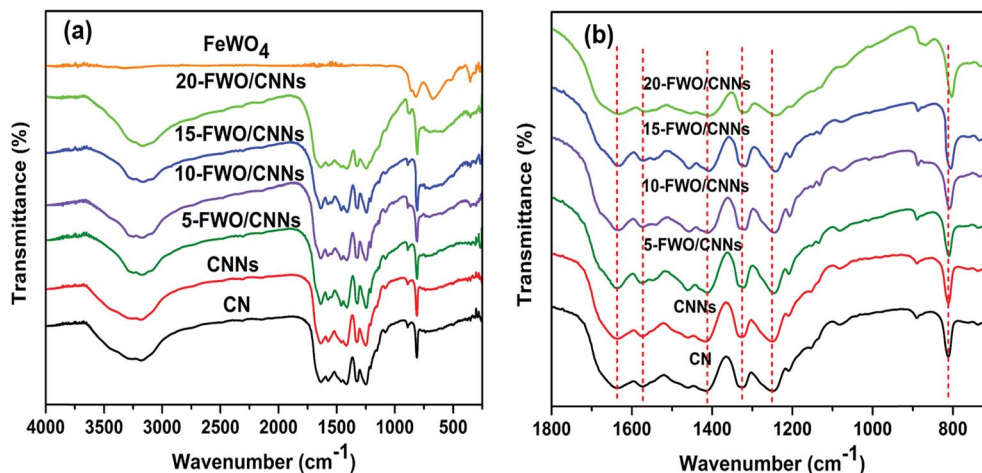 (a)
FeWO4
20-FWO/CNNs
15-FWO/CNNs
10-FWO/CNNs
5-FWO/CNNs
CNNs
CN
Transmittance (%)
4000 3500 3000 2500 2000 1500 1000 500
Wavenumber (cm-1)
(b)
20-FWO/CNNs
15-FWO/CNNs
10-FWO/CNNs
5-FWO/CNNs
CNNs
CN
Transmittance (%)
1800 1600 1400 1200 1000 800
Wavenumber (cm-1)